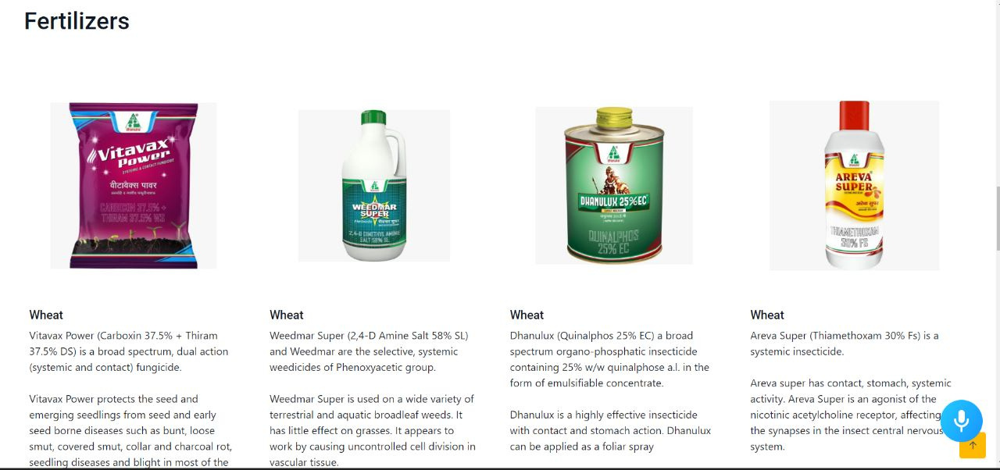 Fertilizers
Vitavax
Power
SYSTEMIC & CONTACT FUNGICIDE
वीटावैक्स पावर
CARBOXIN 37.5% +
THIRAM 37.5% WS
WEEDMAR
SUPER
2,4-D DIMETHYL AMINE
SALT 58% SL
DHANULUX 25%EC
QUINALPHOS
25% EC
AREVA
SUPER
अरेवा सुपर
THIAMETHOXAM
30% FS
Wheat
Vitavax Power (Carboxin 37.5% + Thiram
37.5% DS) is a broad spectrum, dual action
(systemic and contact) fungicide.
Vitavax Power protects the seed and
emerging seedlings from seed and early
seed borne diseases such as bunt, loose
smut, covered smut, collar and charcoal rot,
seedling diseases and blight in most of the
Wheat
Weedmar Super (2,4-D Amine Salt 58% SL)
and Weedmar are the selective, systemic
weedicides of Phenoxyacetic group.
Weedmar Super is used on a wide variety of
terrestrial and aquatic broadleaf weeds. It
has little effect on grasses. It appears to
work by causing uncontrolled cell division in
vascular tissue.
Wheat
Dhanulux (Quinalphos 25% EC) a broad
spectrum organo-phosphatic insecticide
containing 25% w/w quinalphose a.l. in the
form of emulsifiable concentrate.
Dhanulux is a highly effective insecticide
with contact and stomach action. Dhanulux
can be applied as a foliar spray
Wheat
Areva Super (Thiamethoxam 30% Fs) is a
systemic insecticide.
Areva super has contact, stomach, systemic
activity. Areva Super is an agonist of the
nicotinic acetylcholine receptor, affecting
the synapses in the insect central nervous
system.